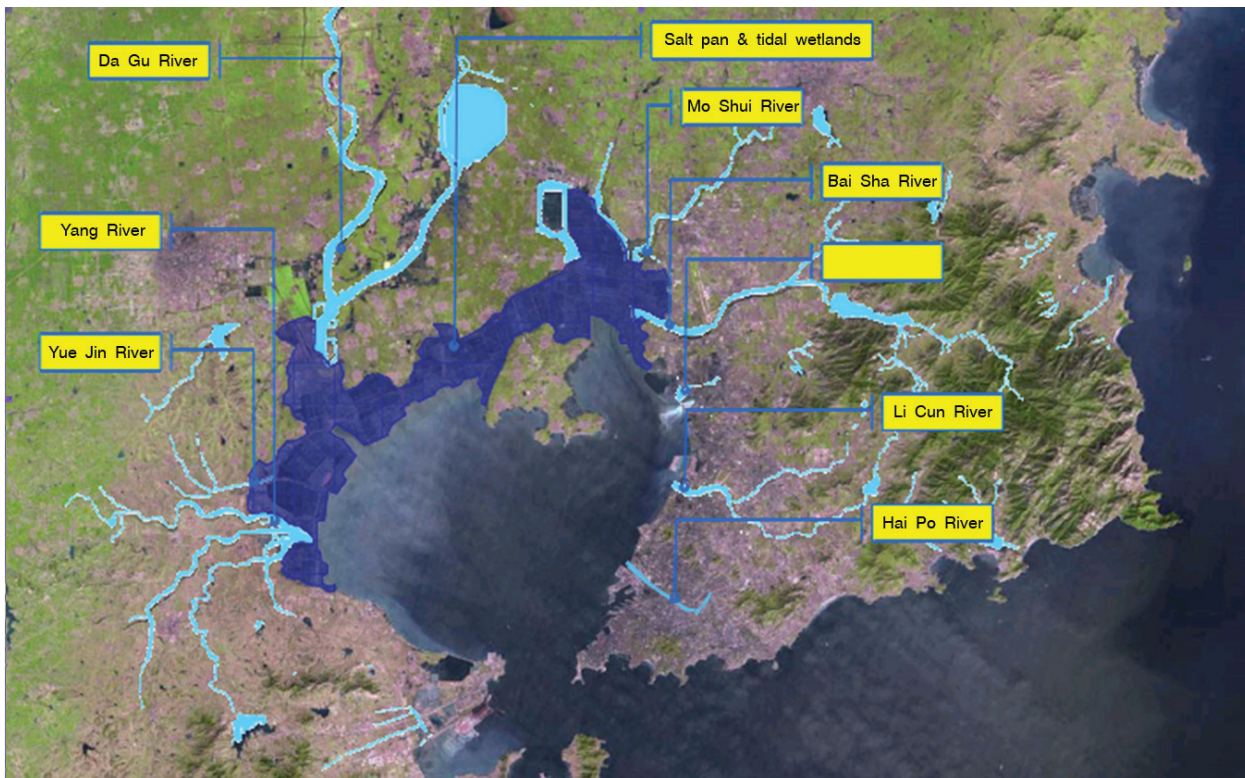 Da Gu River
Salt pan & tidal wetlands
Mo Shui River
Bai Sha River
Yang River
Yue Jin River
Li Cun River
Hai Po River